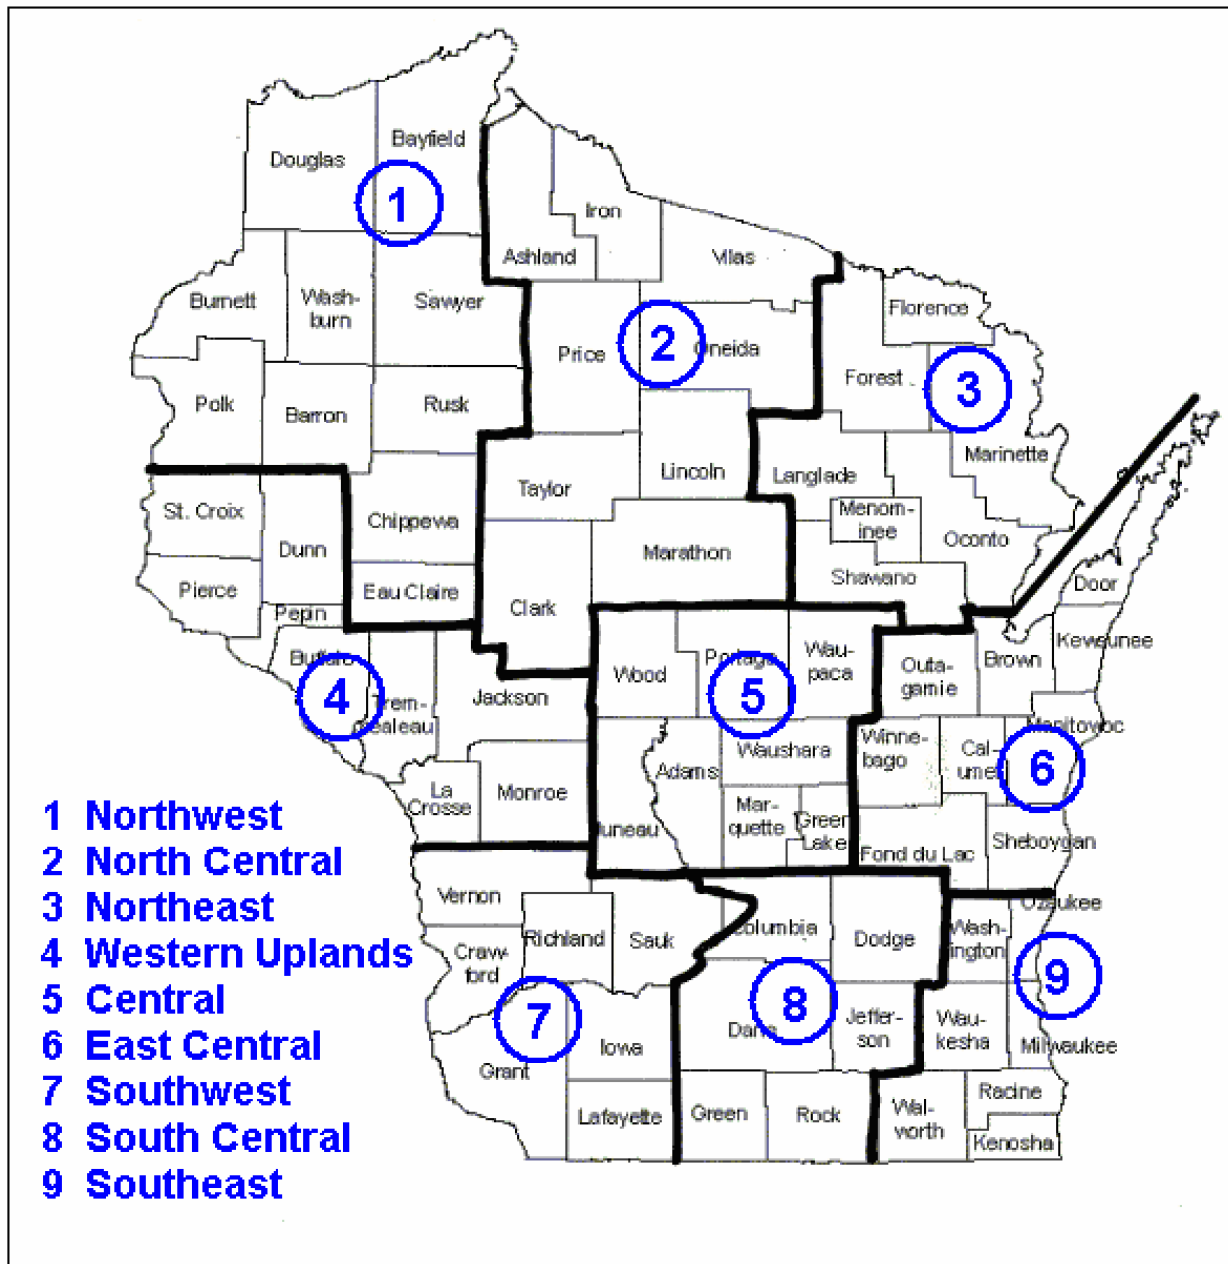 Bayfield
Douglas
1
Iron
Ashland
Vilas
Burnett
Wash-
burn
Sawyer
Florence
Price
2
Oneida
Forest
3
Polk
Barron
Rusk
Marinette
Taylor
Lincoln
Langlade
St. Croix
Chippewa
Menom-
inee
Dunn
Marathon
Oconto
Pierce
Eau Claire
Shawano
Door
Pepin
Clark
Buffalo
Wood
Portage
Wau-
paca
Outa-
gamie
Brown
Kewaunee
4
Trem-
pealeau
Jackson
5
Manitowoc
Waushara
Winne-
bago
Cal-
umet
6
Adams
La
Crosse
Monroe
Juneau
Mar-
quette
Green
Lake
Fond du Lac
Sheboygan
1 Northwest
2 North Central
3 Northeast
4 Western Uplands
5 Central
6 East Central
7 Southwest
8 South Central
9 Southeast
Vernon
Richland
Sauk
Columbia
Dodge
Wash-
ington
Ozaukee
Craw-
ford
7
8
9
Grant
Iowa
Dane
Jeffer-
son
Wau-
kesha
Milwaukee
Lafayette
Green
Rock
Wal-
worth
Racine
Kenosha